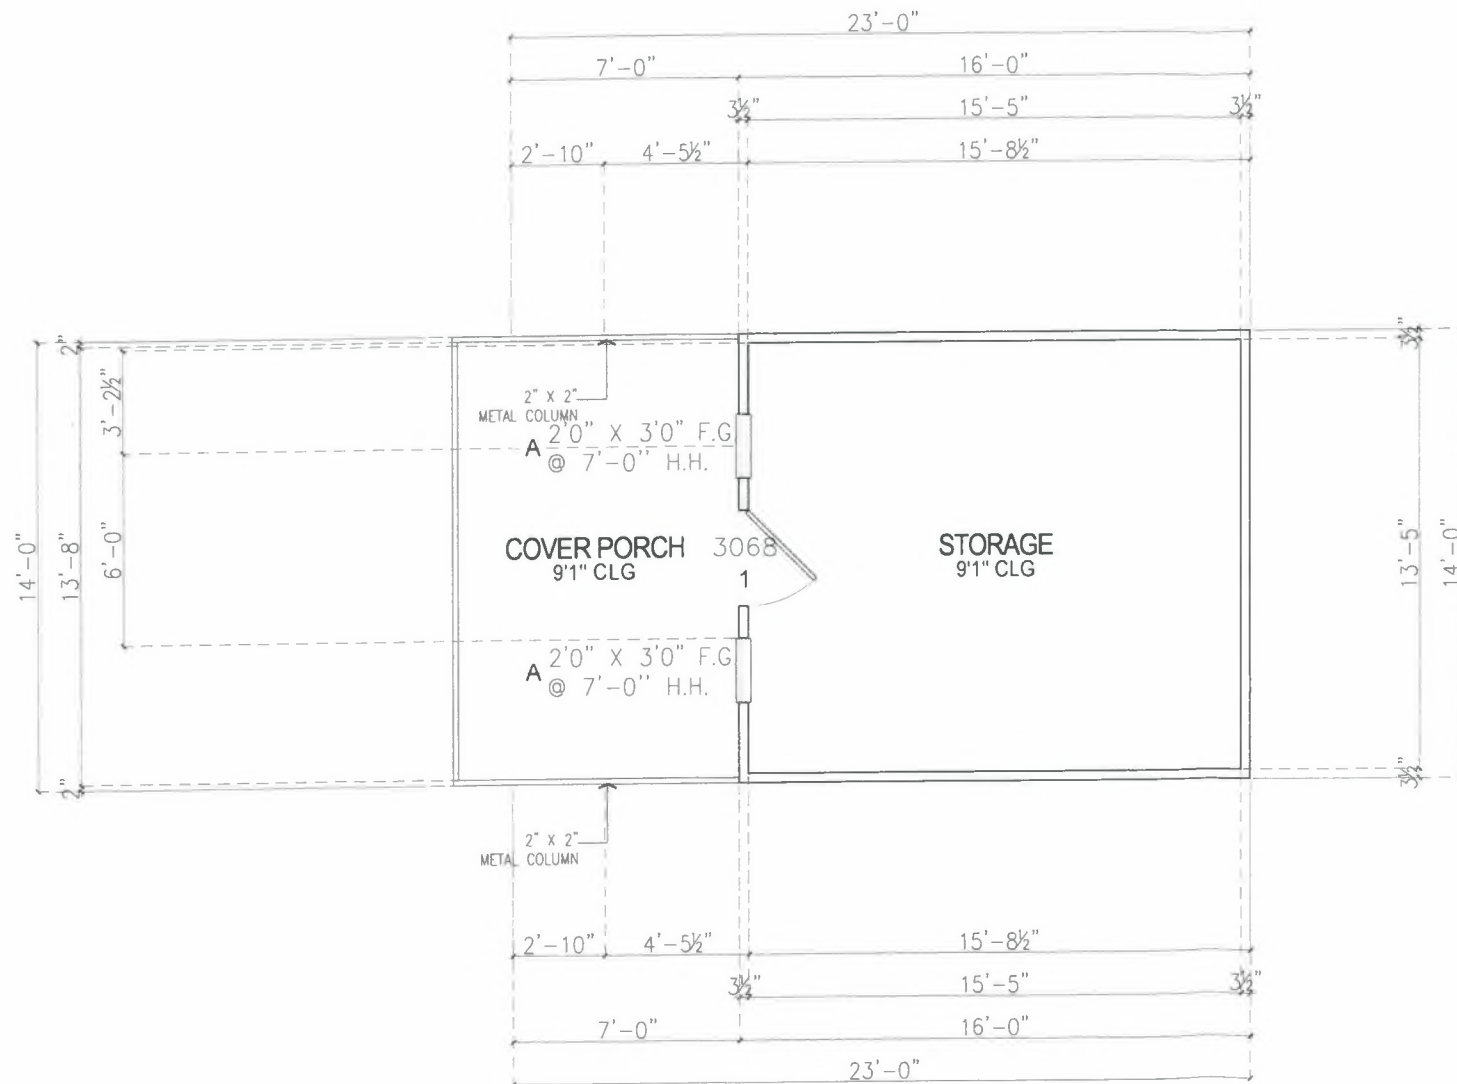 23'-0"
7'-0"
16'-0"
3½"
15'-5"
3½"
2'-10"
4'-5½"
15'-8½"
2"
3'-2½"
6'-0"
13'-8"
14'-0"
2"
2" X 2"
METAL COLUMN
A 2'0" X 3'0" F.G
@ 7'-0" H.H.
COVER PORCH
9'1" CLG
3068
1
STORAGE
9'1" CLG
A 2'0" X 3'0" F.G
@ 7'-0" H.H.
2" X 2"
METAL COLUMN
3½"
13'-5"
14'-0"
3½"
2'-10"
4'-5½"
15'-8½"
3½"
15'-5"
3½"
7'-0"
16'-0"
23'-0"